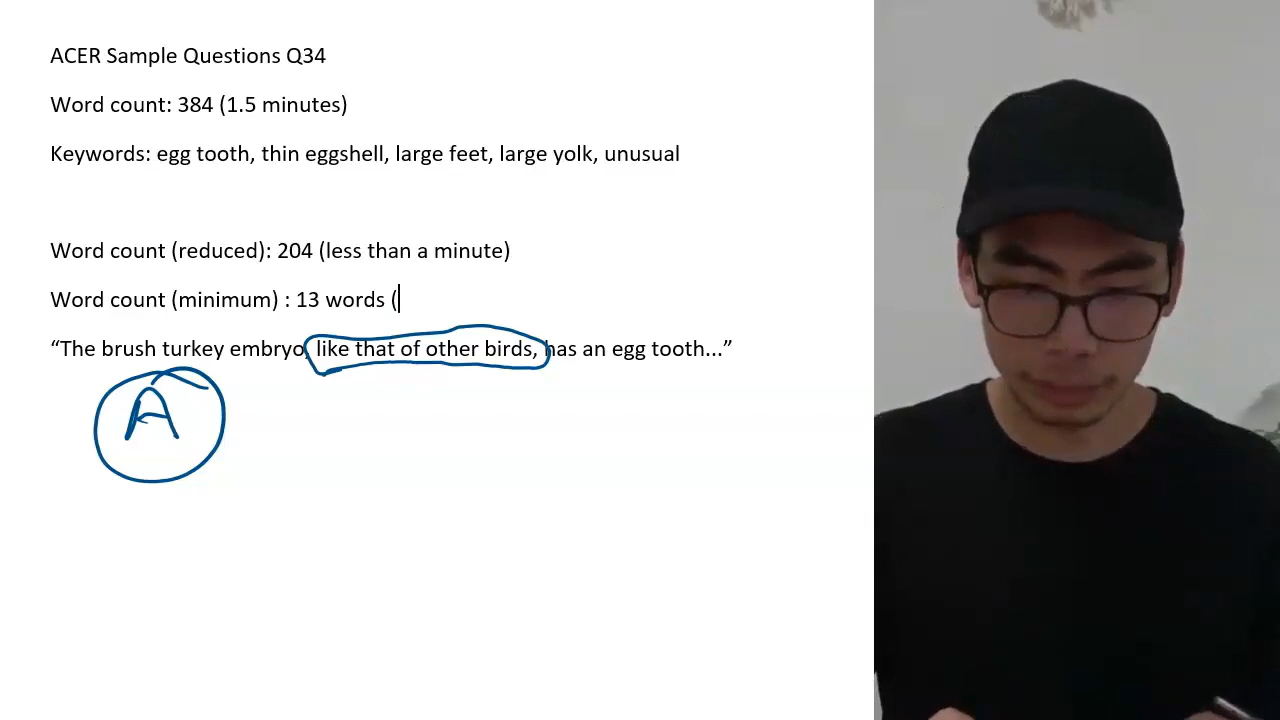 ACER Sample Questions Q34
Word count: 384 (1.5 minutes)
Keywords: egg tooth, thin eggshell, large feet, large yolk, unusual
Word count (reduced): 204 (less than a minute)
Word count (minimum) : 13 words (
“The brush turkey embryo, like that of other birds, has an egg tooth...”
A